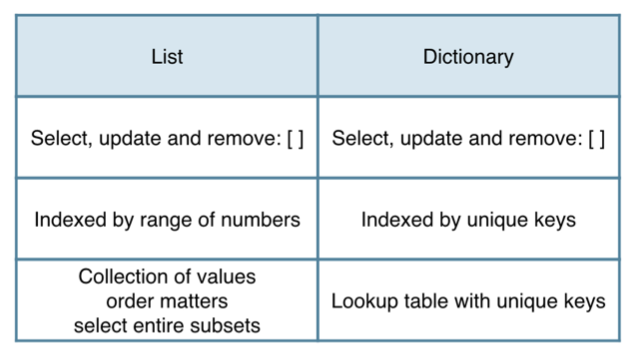 List
Dictionary
Select, update and remove: [ ]
Select, update and remove: [ ]
Indexed by range of numbers
Indexed by unique keys
Collection of values
order matters
select entire subsets
Lookup table with unique keys